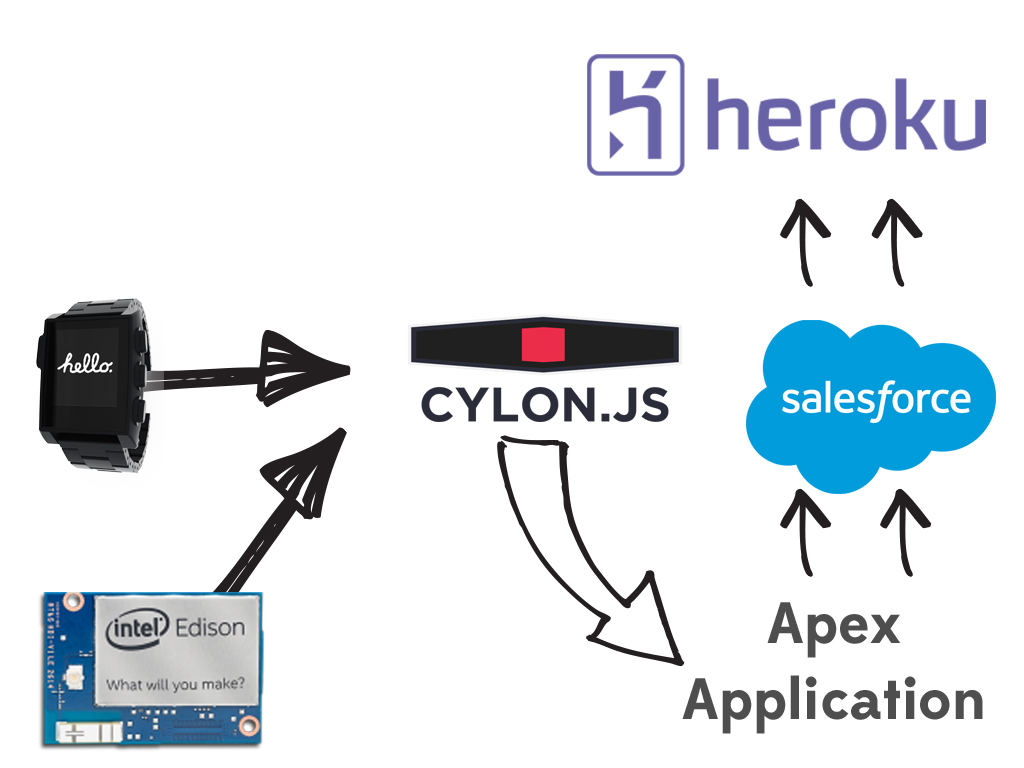 heroku
hello.
CYLON.JS
salesforce
intel Edison
What will you make?
Apex
Application